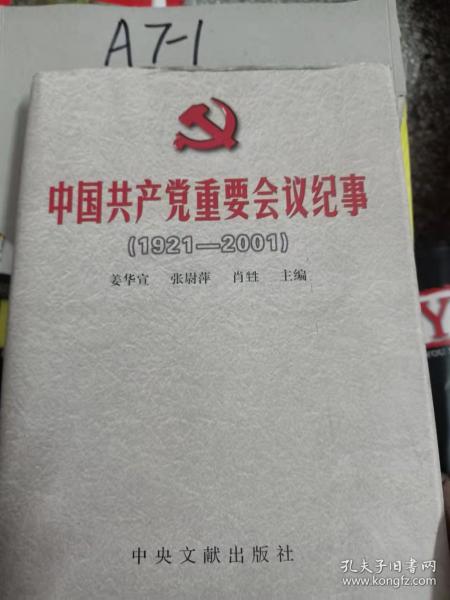 A7-1
中国共产党重要会议纪事
(1921—2001)
姜华宣 张尉萍 肖甡 主编
Y
YOU
中央文献出版社
孔夫子旧书网
www.kongfz.com